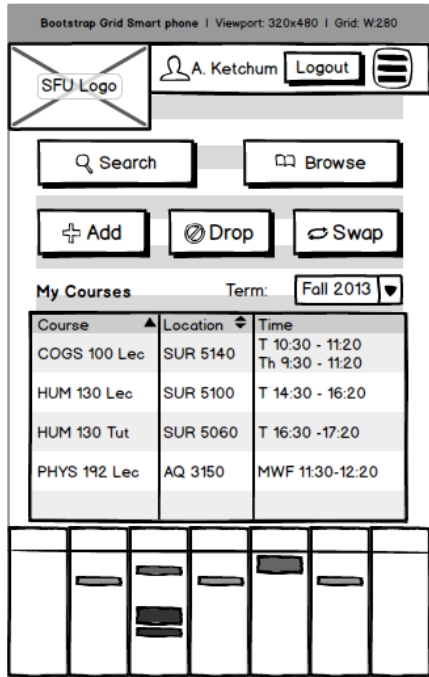 Bootstrap Grid Smart phone | Viewport: 320x480 | Grid: W:280
SFU Logo
A. Ketchum Logout
Search Browse
Add Drop Swap
My Courses Term: Fall 2013
Course Location Time
COGS 100 Lec SUR 5140 T 10:30 - 11:20
Th 9:30 - 11:20
HUM 130 Lec SUR 5100 T 14:30 - 16:20
HUM 130 Tut SUR 5060 T 16:30 -17:20
PHYS 192 Lec AQ 3150 MWF 11:30-12:20